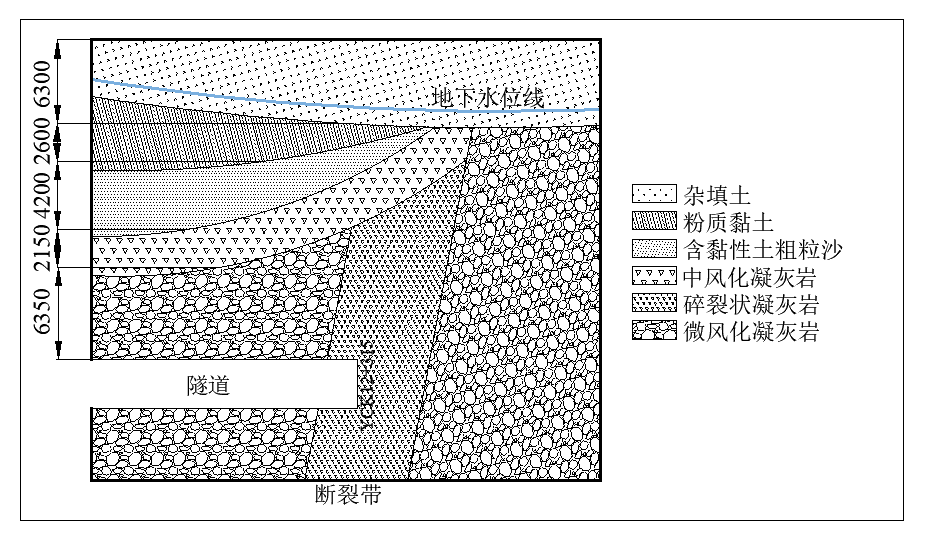 6300
2600
4200
2150
6350
地下水位线
隧道
断裂带
杂填土
粉质黏土
含黏性土粗粒沙
中风化凝灰岩
碎裂状凝灰岩
微风化凝灰岩